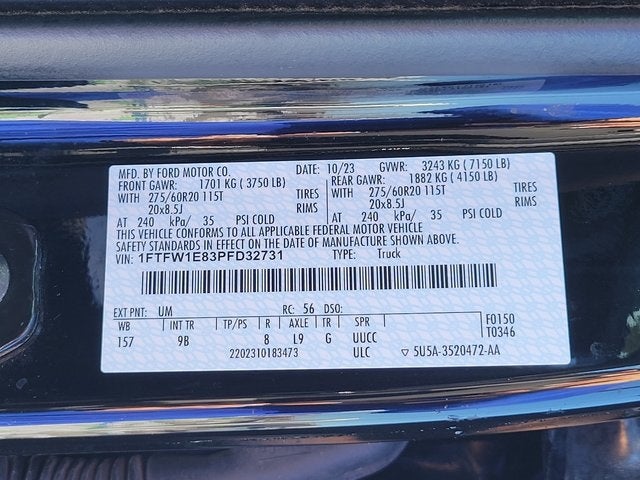 MFD. BY FORD MOTOR CO. DATE: 10/23 GVWR: 3243 KG ( 7150 LB)
FRONT GAWR: 1701 KG ( 3750 LB) REAR GAWR: 1882 KG ( 4150 LB)
WITH 275/60R20 115T TIRES WITH 275/60R20 115T TIRES
20x8.5J RIMS 20x8.5J RIMS
AT 240 kPa/ 35 PSI COLD AT 240 kPa/ 35 PSI COLD
THIS VEHICLE CONFORMS TO ALL APPLICABLE FEDERAL MOTOR VEHICLE
SAFETY STANDARDS IN EFFECT ON THE DATE OF MANUFACTURE SHOWN ABOVE.
VIN: 1FTFW1E83PFD32731 TYPE: Truck
EXT PNT: UM RC: 56 DSO:
WB INT TR TP/PS R AXLE TR SPR F0150
157 9B 8 L9 G UUCC T0346
2202310183473 ULC ▽ 5U5A-3520472-AA